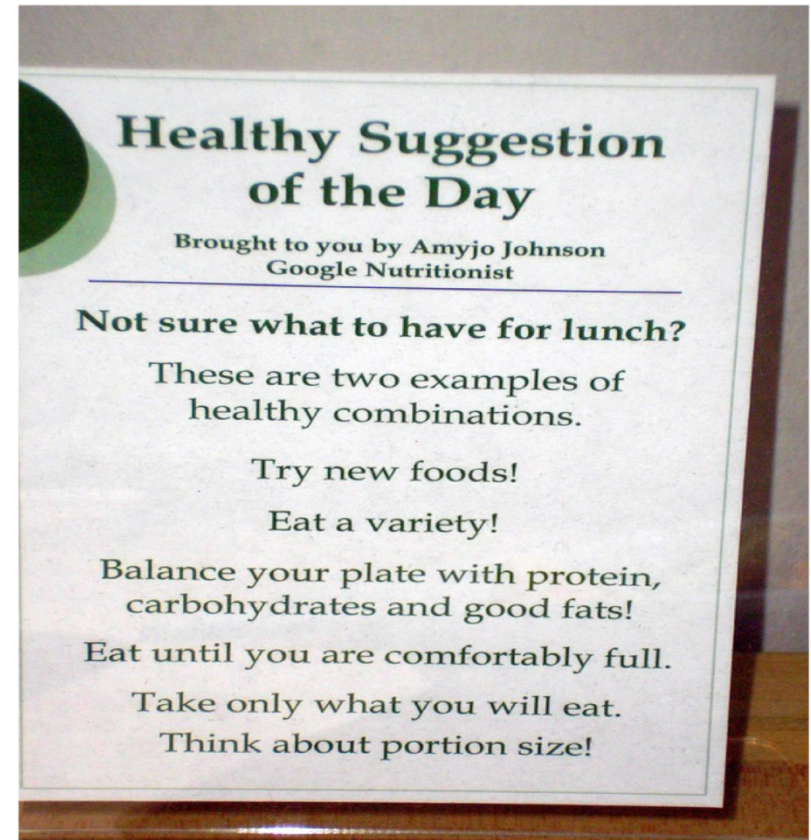 Healthy Suggestion
of the Day
Brought to you by Amyjo Johnson
Google Nutritionist
Not sure what to have for lunch?
These are two examples of
healthy combinations.
Try new foods!
Eat a variety!
Balance your plate with protein,
carbohydrates and good fats!
Eat until you are comfortably full.
Take only what you will eat.
Think about portion size!